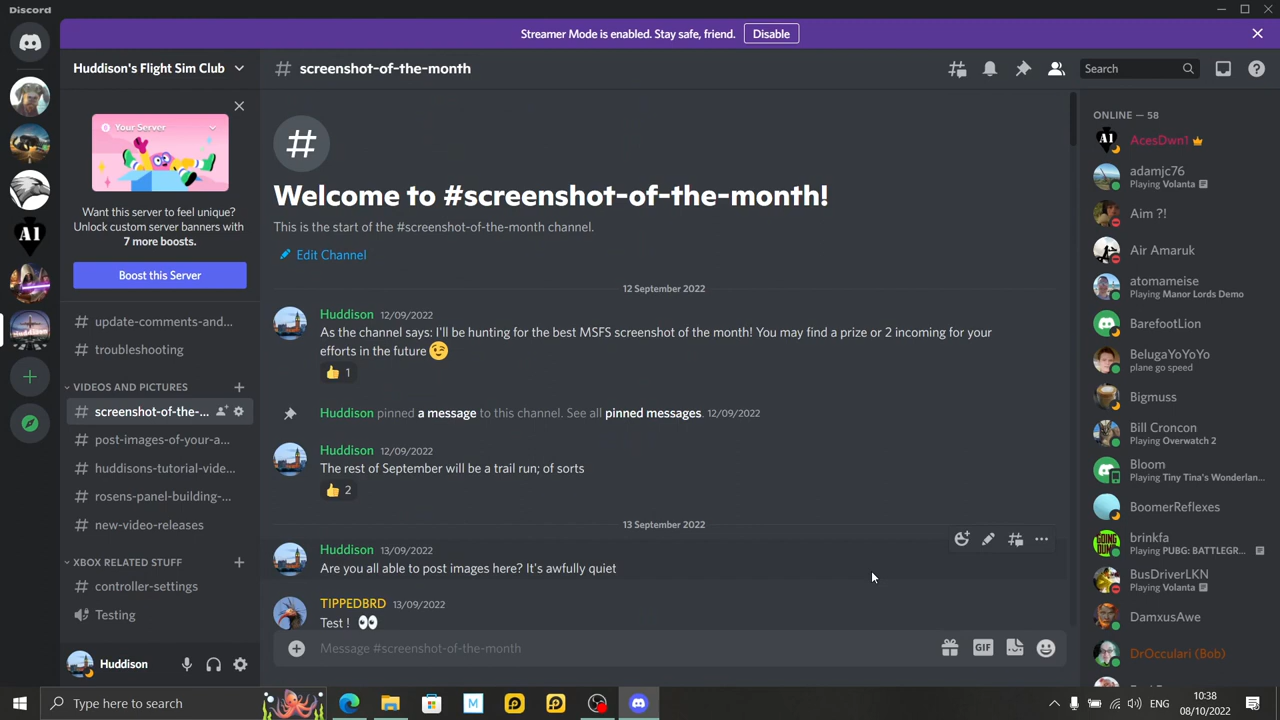 Discord
Streamer Mode is enabled. Stay safe, friend.
Disable
Huddison's Flight Sim Club
Your Server
Want this server to feel unique?
Unlock custom server banners with
7 more boosts.
Boost this Server
update-comments-and...
troubleshooting
VIDEOS AND PICTURES
screenshot-of-the-...
post-images-of-your-a...
huddisons-tutorial-vide...
rosens-panel-building-...
new-video-releases
XBOX RELATED STUFF
controller-settings
Testing
Huddison
# screenshot-of-the-month
Search
#
Welcome to #screenshot-of-the-month!
This is the start of the #screenshot-of-the-month channel.
Edit Channel
12 September 2022
Huddison 12/09/2022
As the channel says: I'll be hunting for the best MSFS screenshot of the month! You may find a prize or 2 incoming for your
efforts in the future
1
Huddison pinned a message to this channel. See all pinned messages. 12/09/2022
Huddison 12/09/2022
The rest of September will be a trail run; of sorts
2
13 September 2022
Huddison 13/09/2022
Are you all able to post images here? It's awfully quiet
TIPPEDBRD 13/09/2022
Test !
Message #screenshot-of-the-month
GIF
ONLINE — 58
AcesDwn1
adamjc76
Playing Volanta
Aim ?!
Air Amaruk
atomameise
Playing Manor Lords Demo
BarefootLion
BelugaYoYoYo
plane go speed
Bigmuss
Bill Croncon
Playing Overwatch 2
Bloom
Playing Tiny Tina's Wonderlan...
BoomerReflexes
brinkfa
Playing PUBG: BATTLEGR...
BusDriverLKN
Playing Volanta
DamxusAwe
DrOcculari (Bob)
Type here to search
ENG
10:38
08/10/2022